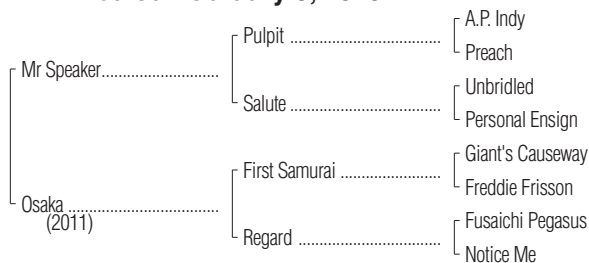 A.P. Indy
Pulpit
Preach
Mr Speaker
Unbridled
Salute
Personal Ensign
Giant's Causeway
First Samurai
Freddie Frisson
Osaka
(2011)
Fusaichi Pegasus
Regard
Notice Me